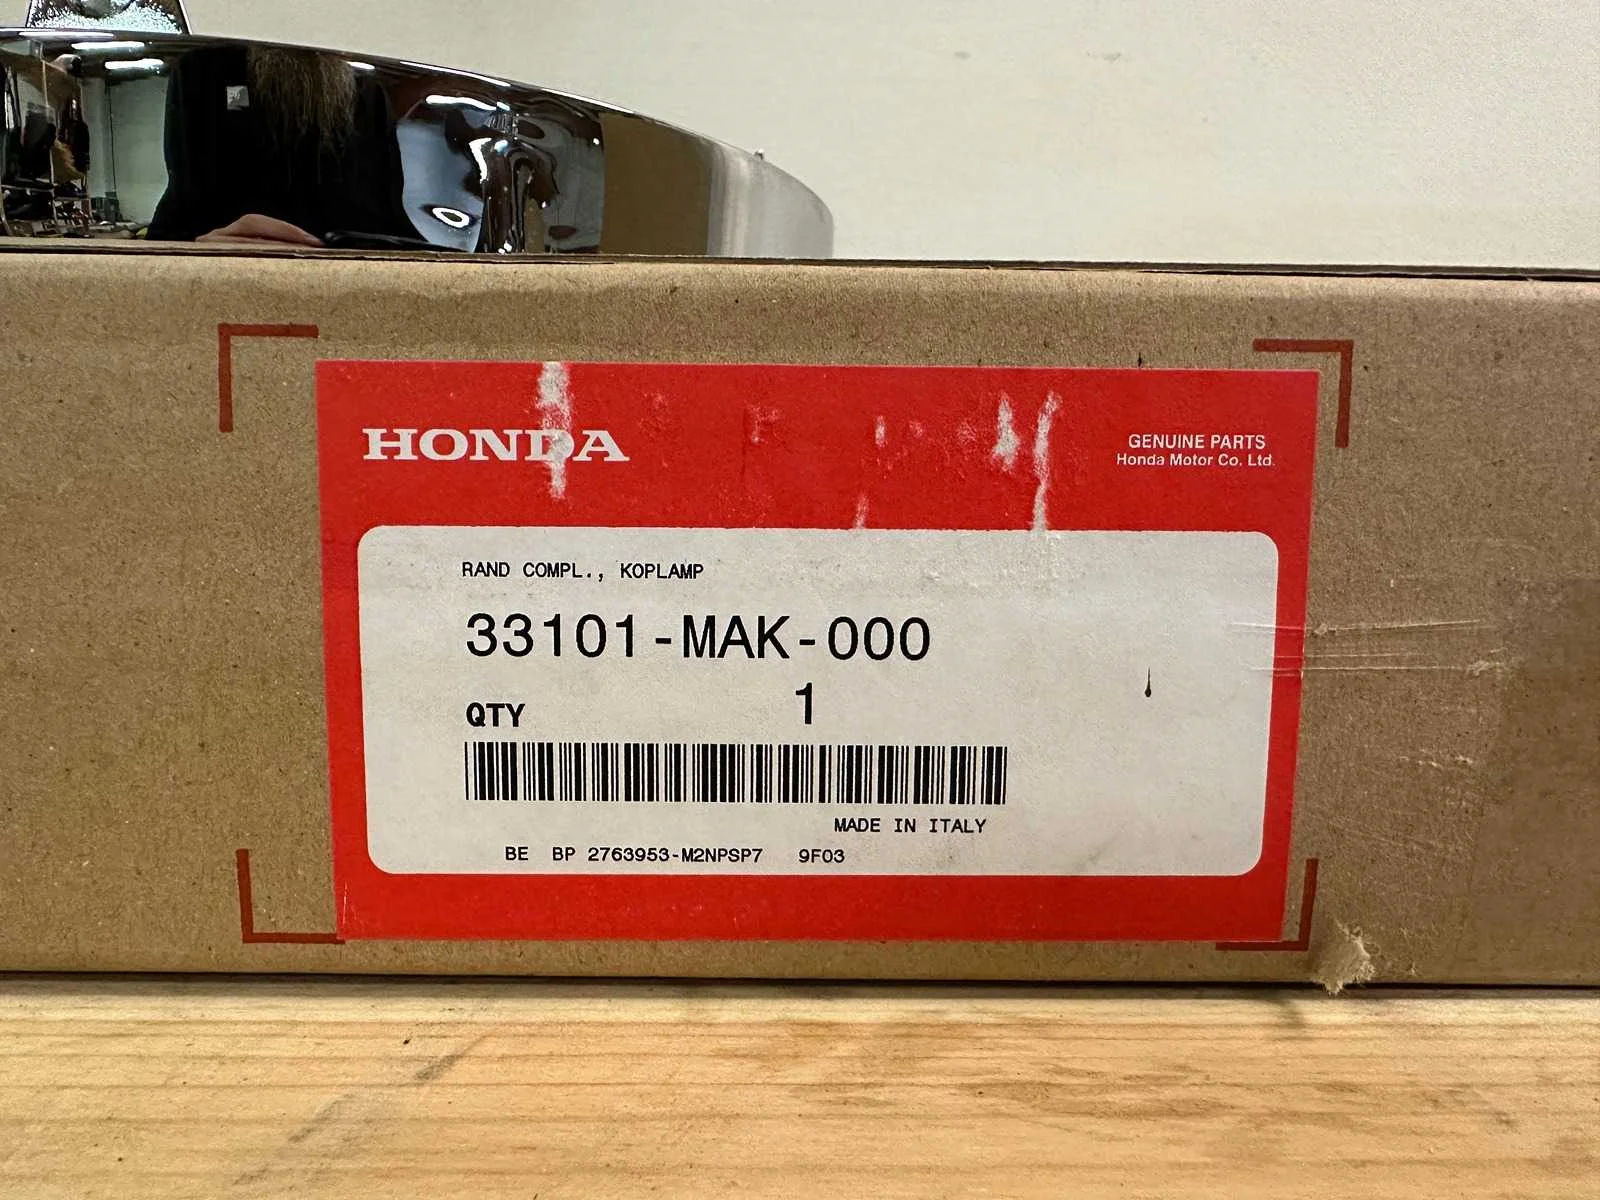 HONDA
GENUINE PARTS
Honda Motor Co. Ltd.
RAND COMPL., KOPLAMP
33101-MAK-000
QTY 1
MADE IN ITALY
BE BP 2763953-M2NPSP7 9F03